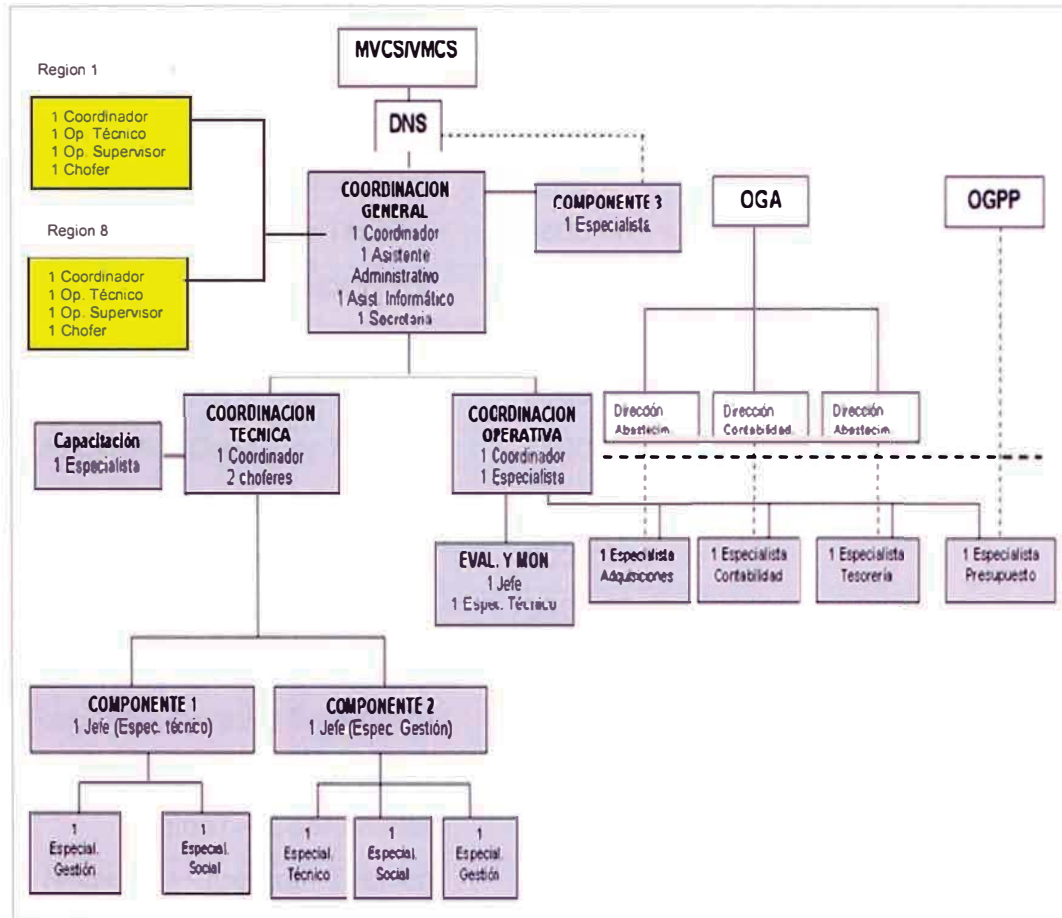 MVCS/VMCS
Region 1
1 Coordinador
1 Op. Técnico
1 Op. Supervisor
1 Chofer
DNS
COORDINACION
GENERAL
1 Coordinador
1 Asistente
Administrativo
1 Asist. Informático
1 Secretaria
COMPONENTE 3
1 Especialista
OGA
OGPP
Region 8
1 Coordinador
1 Op. Técnico
1 Op. Supervisor
1 Chofer
Capacitación
1 Especialista
COORDINACION
TECNICA
1 Coordinador
2 choferes
COORDINACION
OPERATIVA
1 Coordinador
1 Especialista
Dirección
Abastecim.
Dirección
Contabilidad.
Dirección
Abastecim.
EVAL. Y MON
1 Jefe
1 Espec. Técnico
1 Especialista
Adquisicones
1 Especialista
Contabilidad
1 Especialista
Tesorería
1 Especialista
Presupuesto
COMPONENTE 1
1 Jefe (Espec. técnico)
COMPONENTE 2
1 Jefe (Espec. Gestión)
1
Especial.
Gestión
1
Especial.
Social
1
Especial.
Técnico
1
Especial.
Social
1
Especial.
Gestión